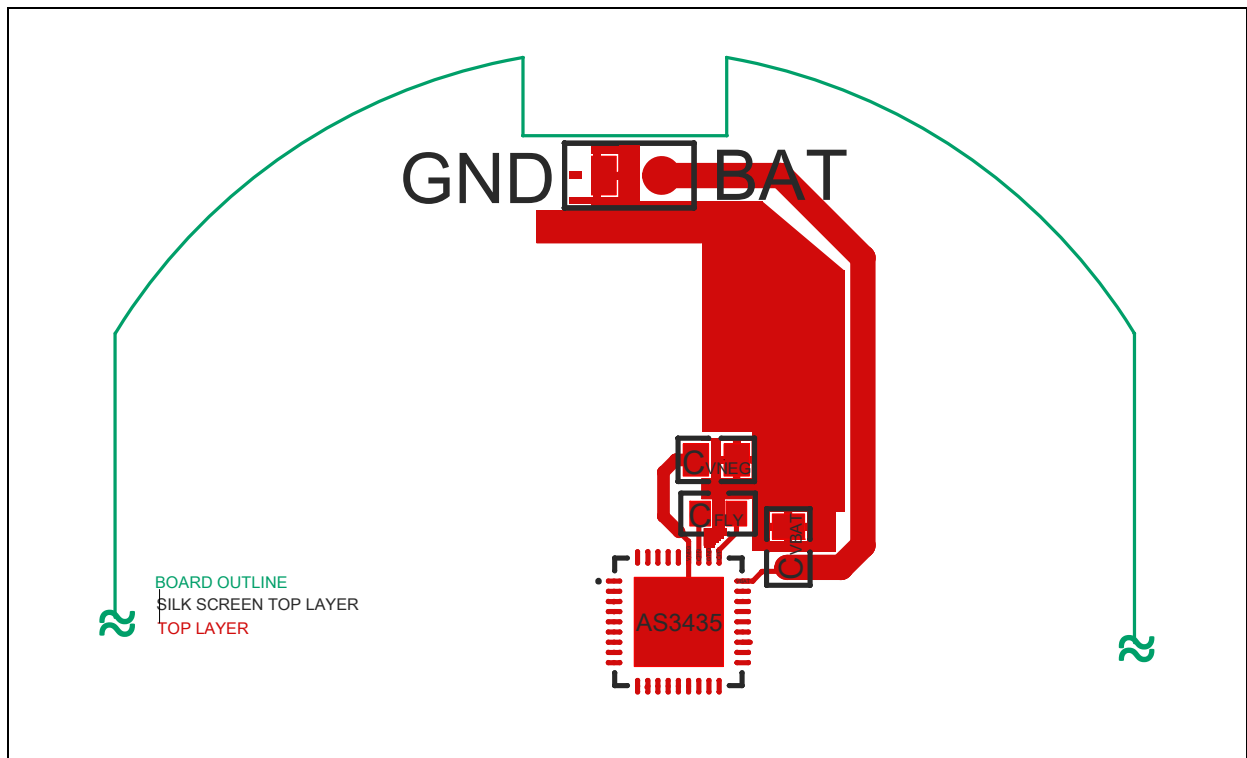 GND
BAT
CVNEG
CFLY
CVBAT
BOARD OUTLINE
SILK SCREEN TOP LAYER
TOP LAYER
AS3435